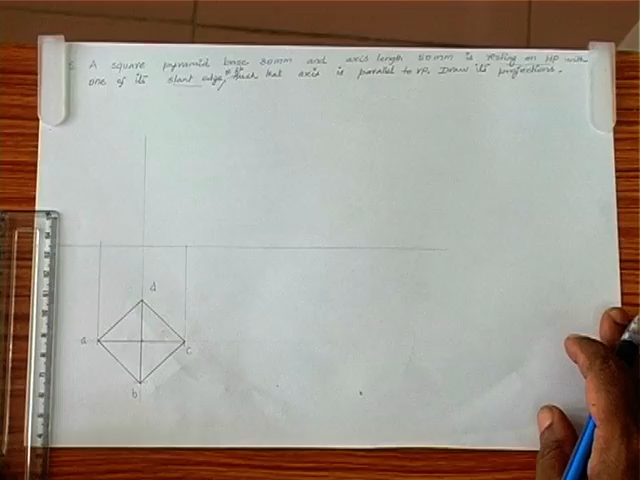 A square pyramid base 30mm and axis length 50mm is resting on HP with
one of its slant edge, such that axis is parallel to VP. Draw its projections.
d
a
c
b